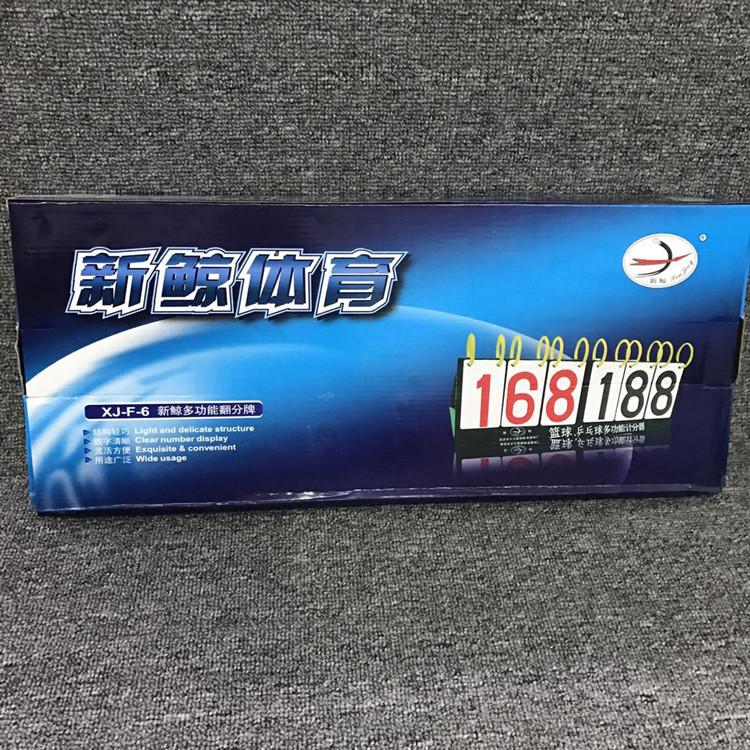 新鲸体育
®
新鲸
XJ-F-6 新鲸多功能翻分牌
结构轻巧 Light and delicate structure
数字清晰 Clear number display
灵活方便 Exquisite & convenient
用途广泛 Wide usage
168188
篮球、乒乓球多功能计分器